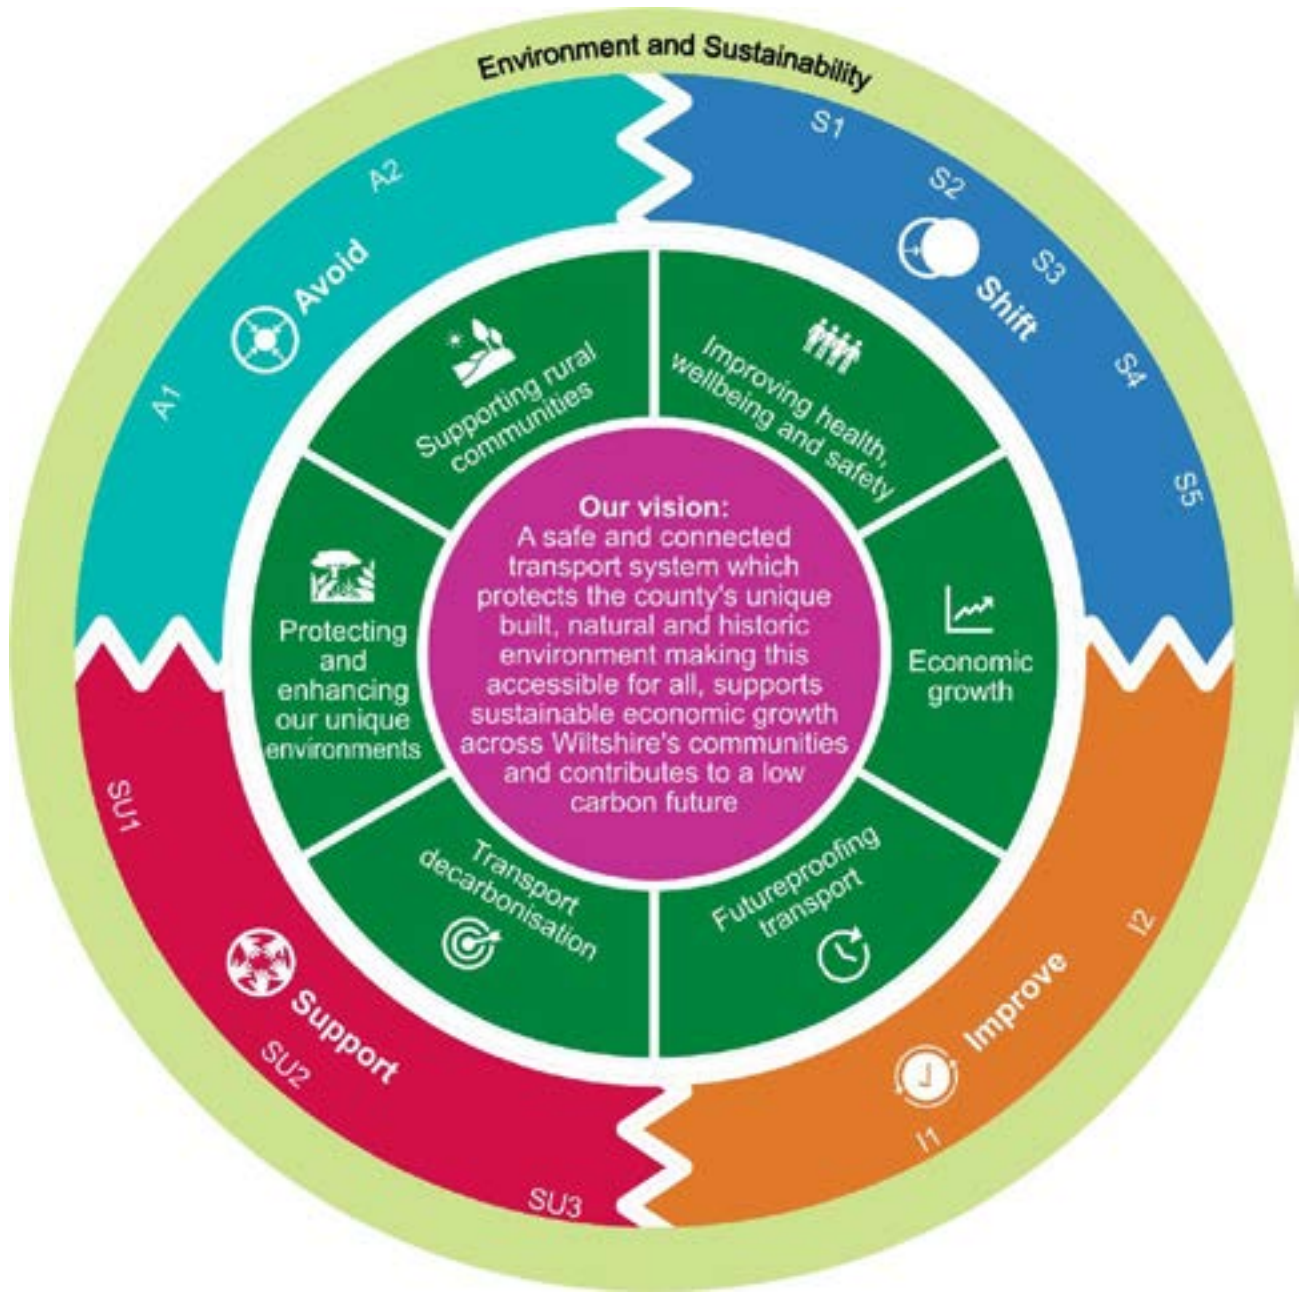 Environment and Sustainability
A1
A2
Avoid
S1
S2
S3
S4
S5
Shift
I2
I1
Improve
SU1
SU2
SU3
Support
Supporting rural
communities
Improving health,
wellbeing and safety
Economic
growth
Futureproofing
transport
Transport
decarbonisation
Protecting
and
enhancing
our unique
environments
Our vision:
A safe and connected
transport system which
protects the county's unique
built, natural and historic
environment making this
accessible for all, supports
sustainable economic growth
across Wiltshire's communities
and contributes to a low
carbon future